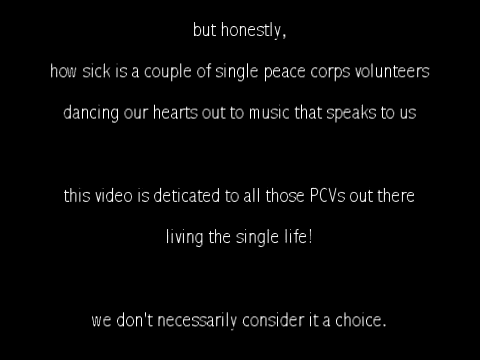 but honestly,
how sick is a couple of single peace corps volunteers
dancing our hearts out to music that speaks to us
this video is deticated to all those PCVs out there
living the single life!
we don't necessarily consider it a choice.